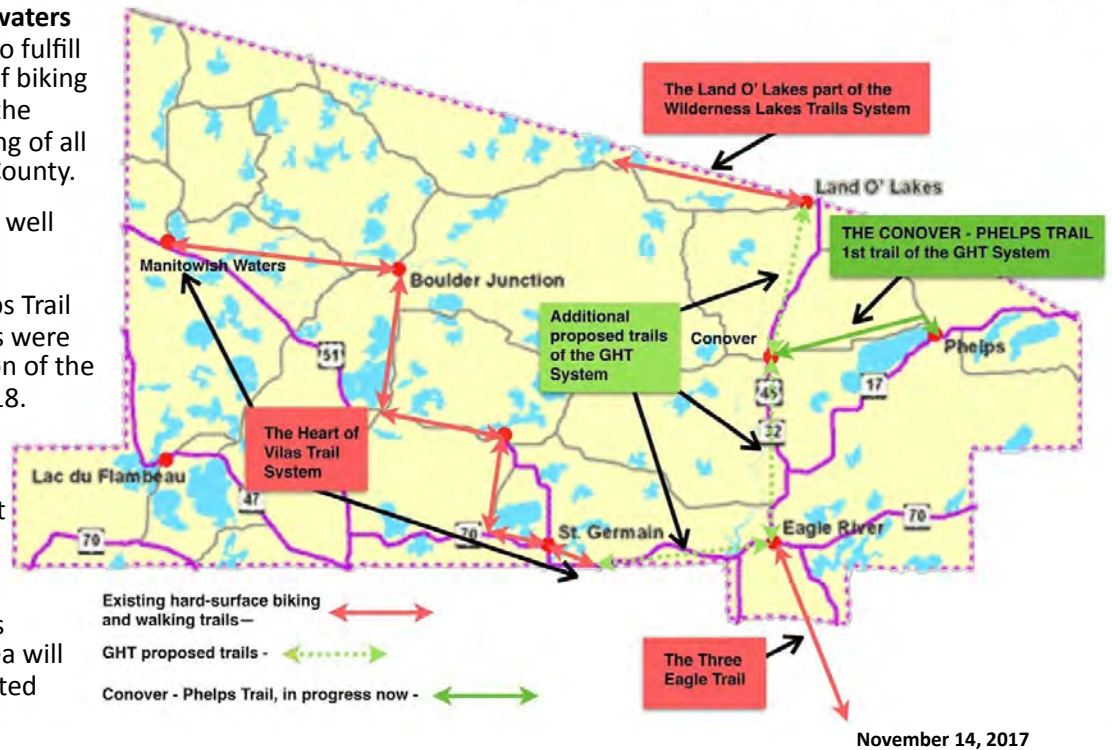 waters
o fulfill
f biking
the
ng of all
County.
well
ps Trail
s were
on of the
18.
t
s
ea will
ted
The Land O' Lakes part of the
Wilderness Lakes Trails System
Land O' Lakes
THE CONOVER - PHELPS TRAIL
1st trail of the GHT System
Manitowish Waters
Boulder Junction
Additional
proposed trails
of the GHT
System
Conover
Phelps
51
45
17
32
The Heart of
Vilas Trail
System
Lac du Flambeau
47
70
70
St. Germain
Eagle River
70
Existing hard-surface biking
and walking trails—
GHT proposed trails -
Conover - Phelps Trail, in progress now -
The Three
Eagle Trail
November 14, 2017